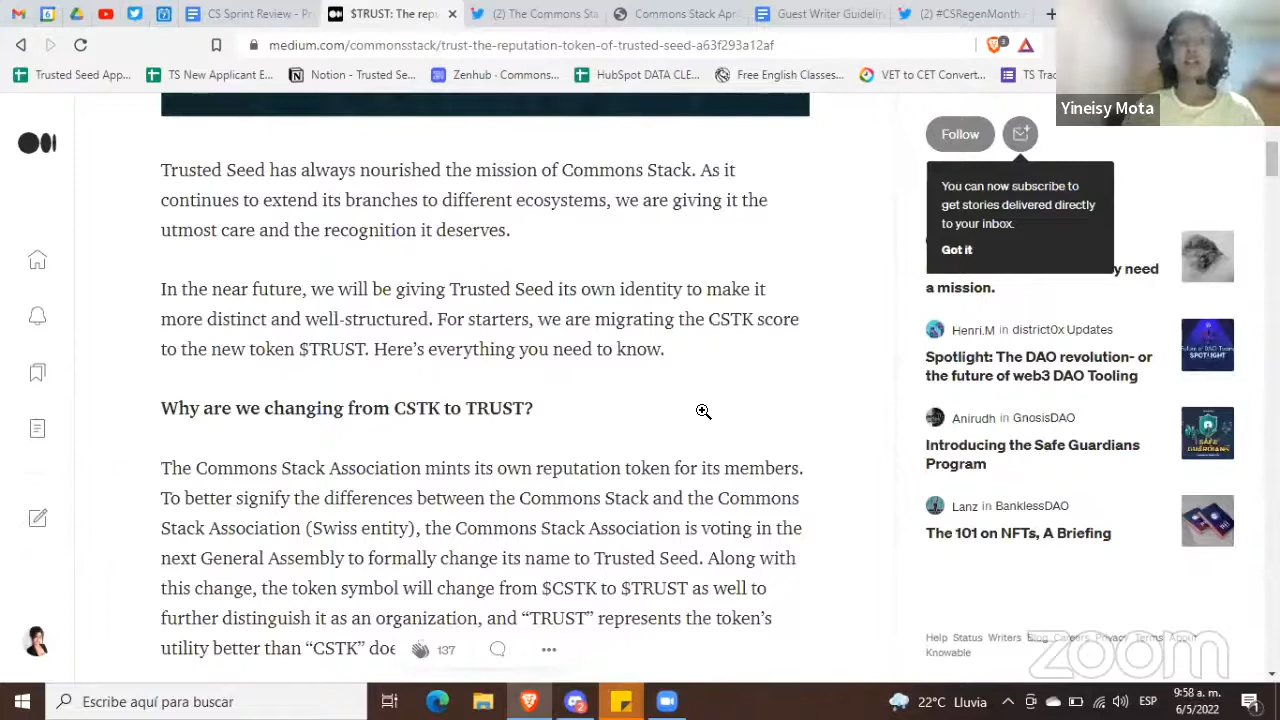 CS Sprint Review - Pr
$TRUST: The rep
(2) The Commons Sta
Commons Stack Apr
Guest Writer Guidelin
(2) #CSRegenMonth
medium.com/commonsstack/trust-the-reputation-token-of-trusted-seed-a63f293a12af
3
Trusted Seed App...
TS New Applicant E...
Notion - Trusted Se...
Zenhub - Commons...
HubSpot DATA CLE...
Free English Classes...
VET to CET Convert...
TS Trac
Yineisy Mota
Trusted Seed has always nourished the mission of Commons Stack. As it
continues to extend its branches to different ecosystems, we are giving it the
utmost care and the recognition it deserves.
In the near future, we will be giving Trusted Seed its own identity to make it
more distinct and well-structured. For starters, we are migrating the CSTK score
to the new token $TRUST. Here's everything you need to know.
Why are we changing from CSTK to TRUST?
The Commons Stack Association mints its own reputation token for its members.
To better signify the differences between the Commons Stack and the Commons
Stack Association (Swiss entity), the Commons Stack Association is voting in the
next General Assembly to formally change its name to Trusted Seed. Along with
this change, the token symbol will change from $CSTK to $TRUST as well to
further distinguish it as an organization, and “TRUST” represents the token's
utility better than “CSTK” doe
137
Follow
You can now subscribe to
get stories delivered directly
to your inbox.
Got it
y need
a mission.
Henri.M in district0x Updates
Spotlight: The DAO revolution- or
the future of web3 DAO Tooling
Anirudh in GnosisDAO
Introducing the Safe Guardians
Program
Lanz in BanklessDAO
The 101 on NFTs, A Briefing
Help Status Writers Blog Careers Privacy Terms About
Knowable
zoom
Escribe aquí para buscar
22°C Lluvia
ESP
9:58 a. m.
6/5/2022